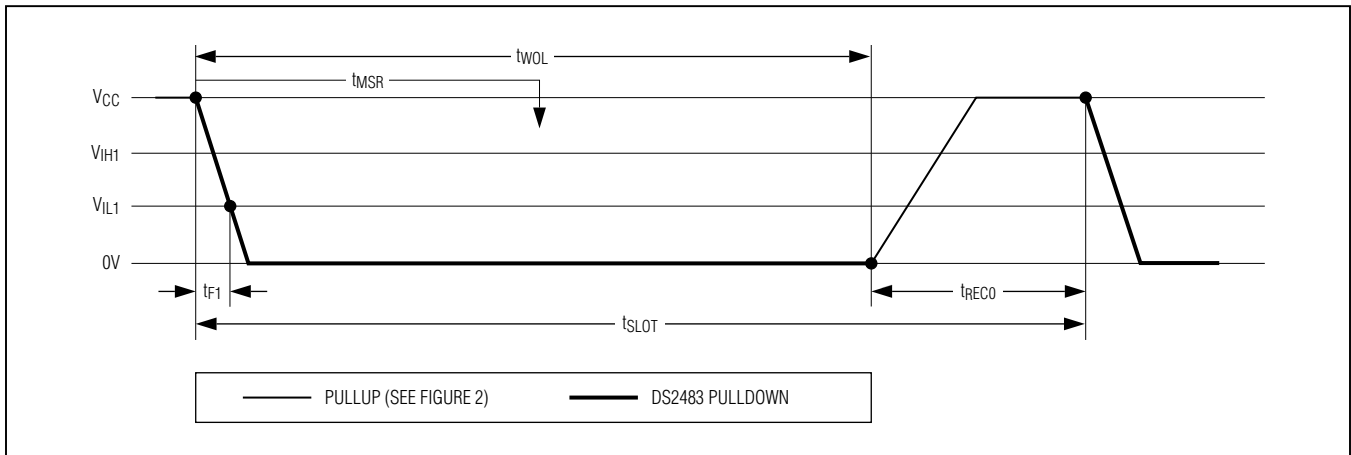 tWOL
tMSR
VCC
VIH1
VIL1
0V
tF1
tREC0
tSLOT
PULLUP (SEE FIGURE 2)
DS2483 PULLDOWN